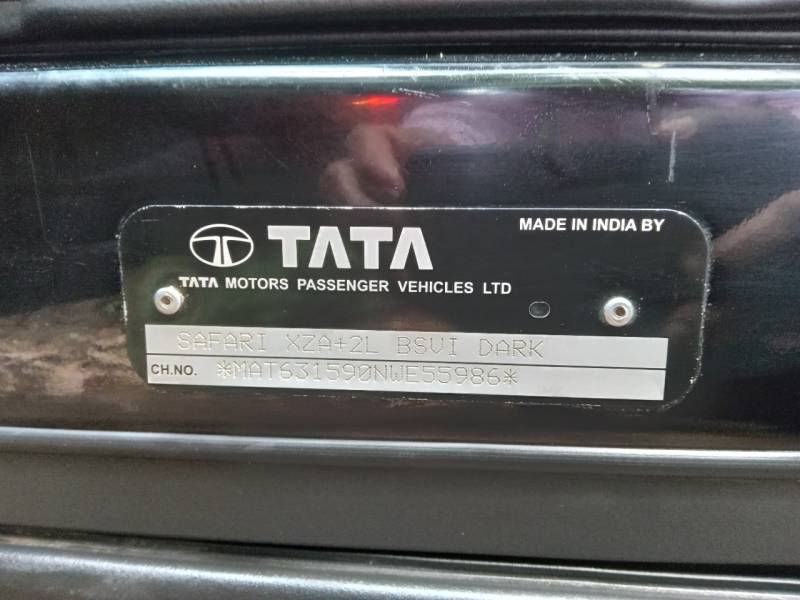 MADE IN INDIA BY
TATA
TATA MOTORS PASSENGER VEHICLES LTD
SAFARI XZA+2L BSVI DARK
CH.NO. *MAT631590NWE55986*